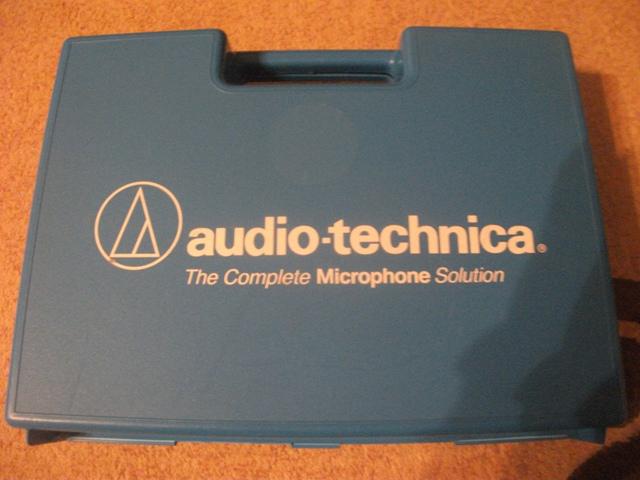 audio-technica®
The Complete Microphone Solution